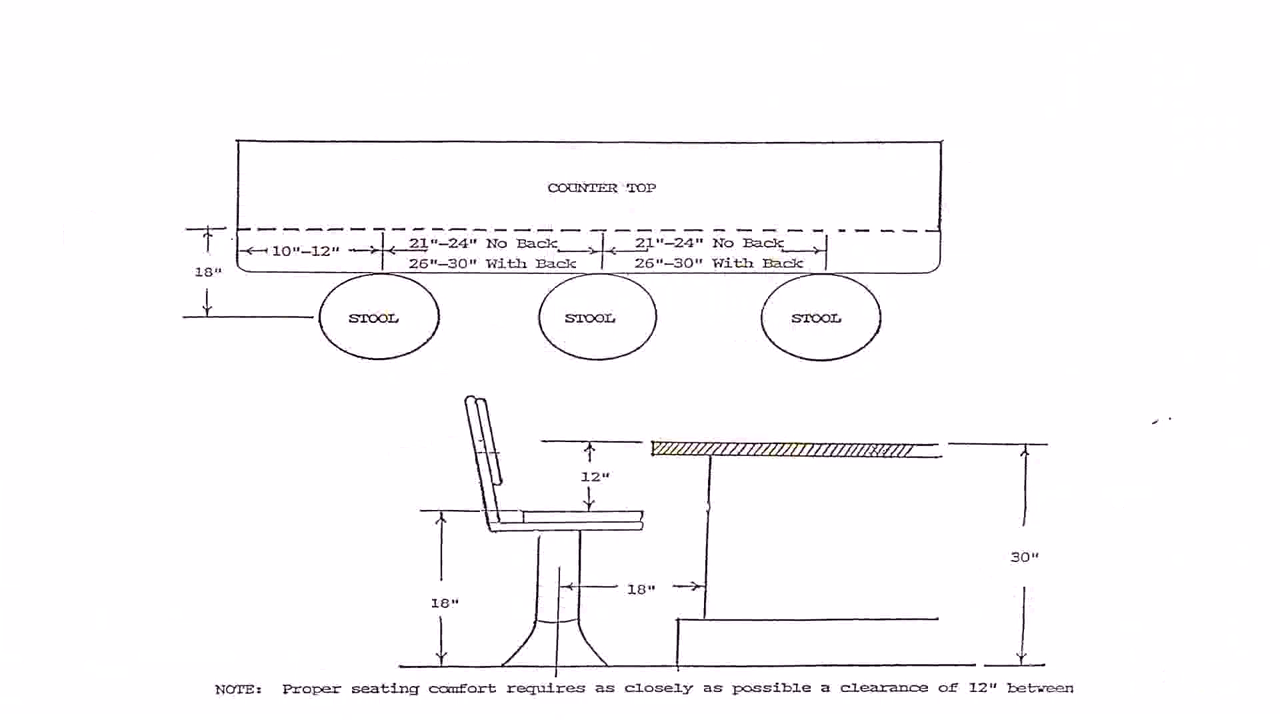 COUNTER TOP
10"-12"
21"-24" No Back
26"-30" With Back
21"-24" No Back
26"-30" With Back
18"
STOOL
STOOL
STOOL
12"
30"
18"
18"
NOTE: Proper seating comfort requires as closely as possible a clearance of 12" between